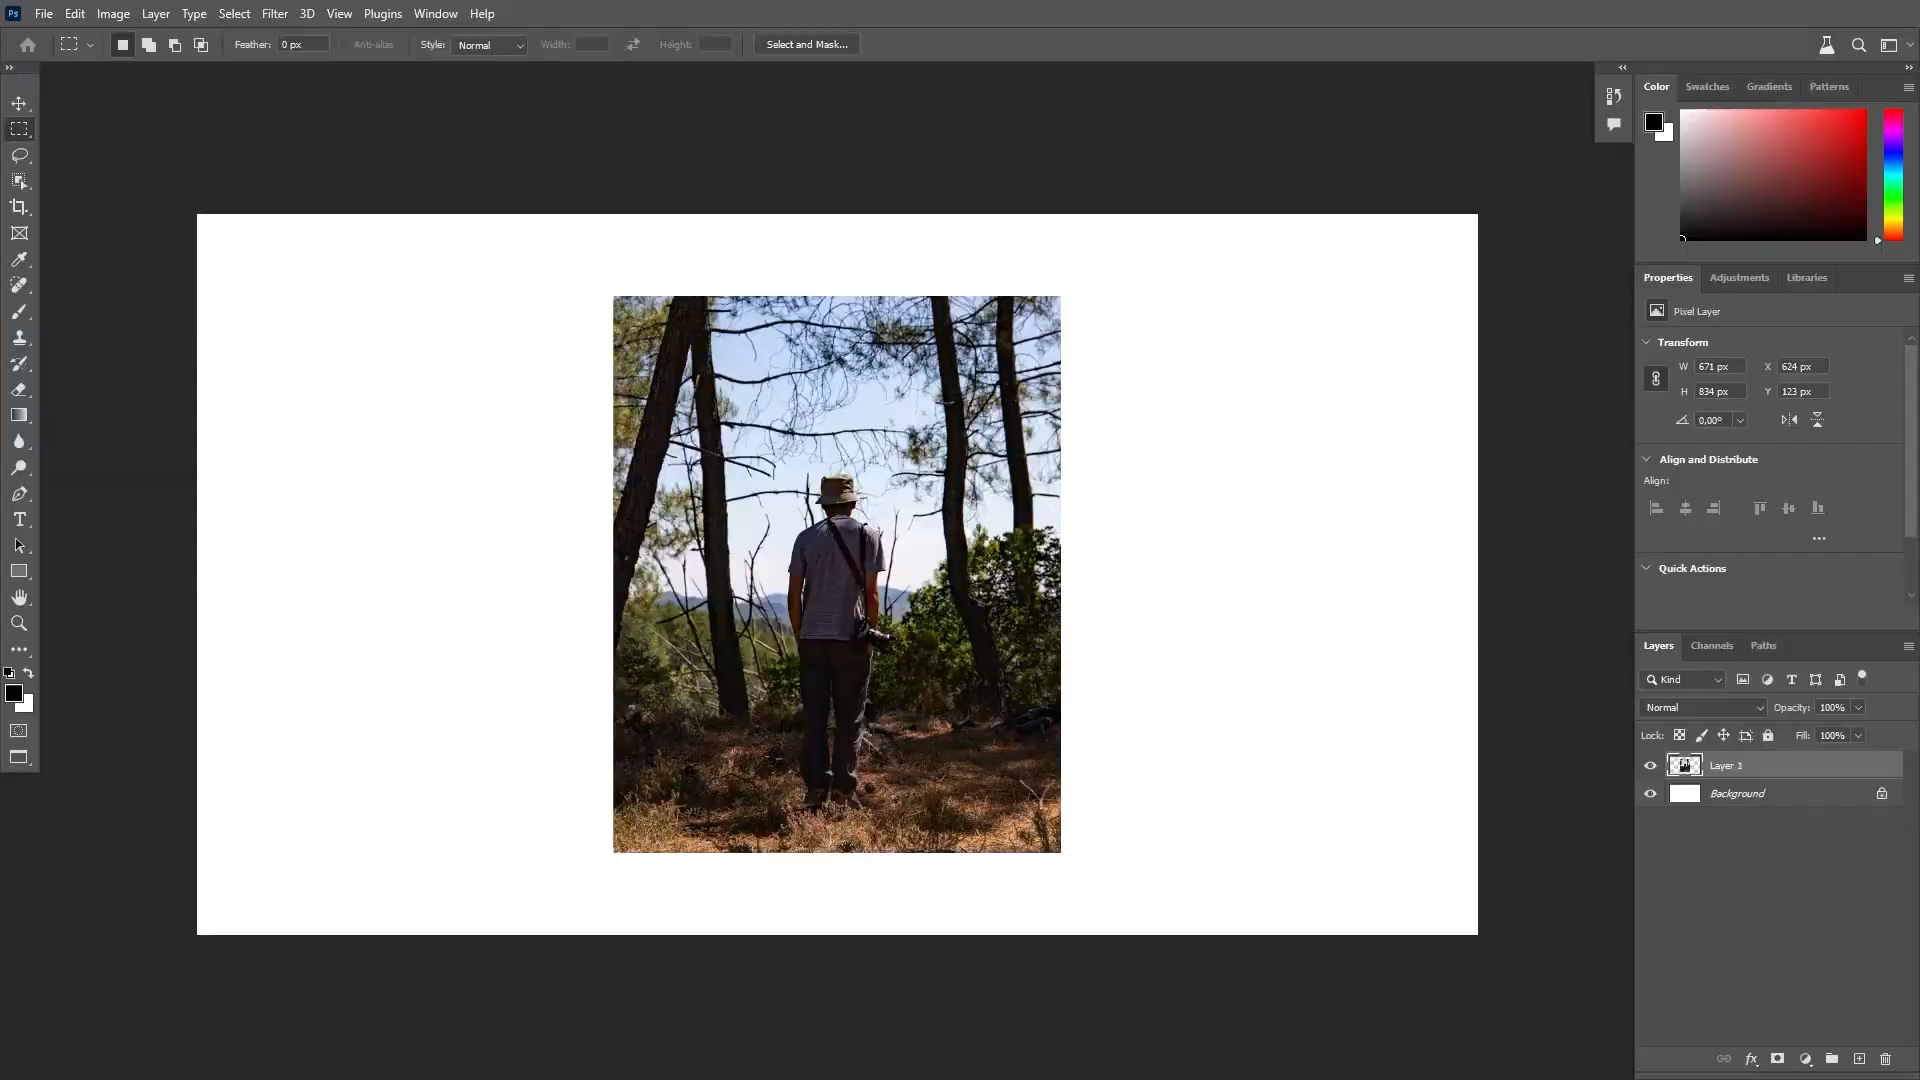 Ps File Edit Image Layer Type Select Filter 3D View Plugins Window Help
Feather: 0 px Anti-alias Style: Normal Width: Height: Select and Mask...
Color Swatches Gradients Patterns
Properties Adjustments Libraries
Pixel Layer
Transform
W 671 px X 624 px
H 834 px Y 123 px
0,00°
Align and Distribute
Align:
Quick Actions
Layers Channels Paths
Kind
Normal Opacity: 100%
Lock: Fill: 100%
Layer 1
Background
fx